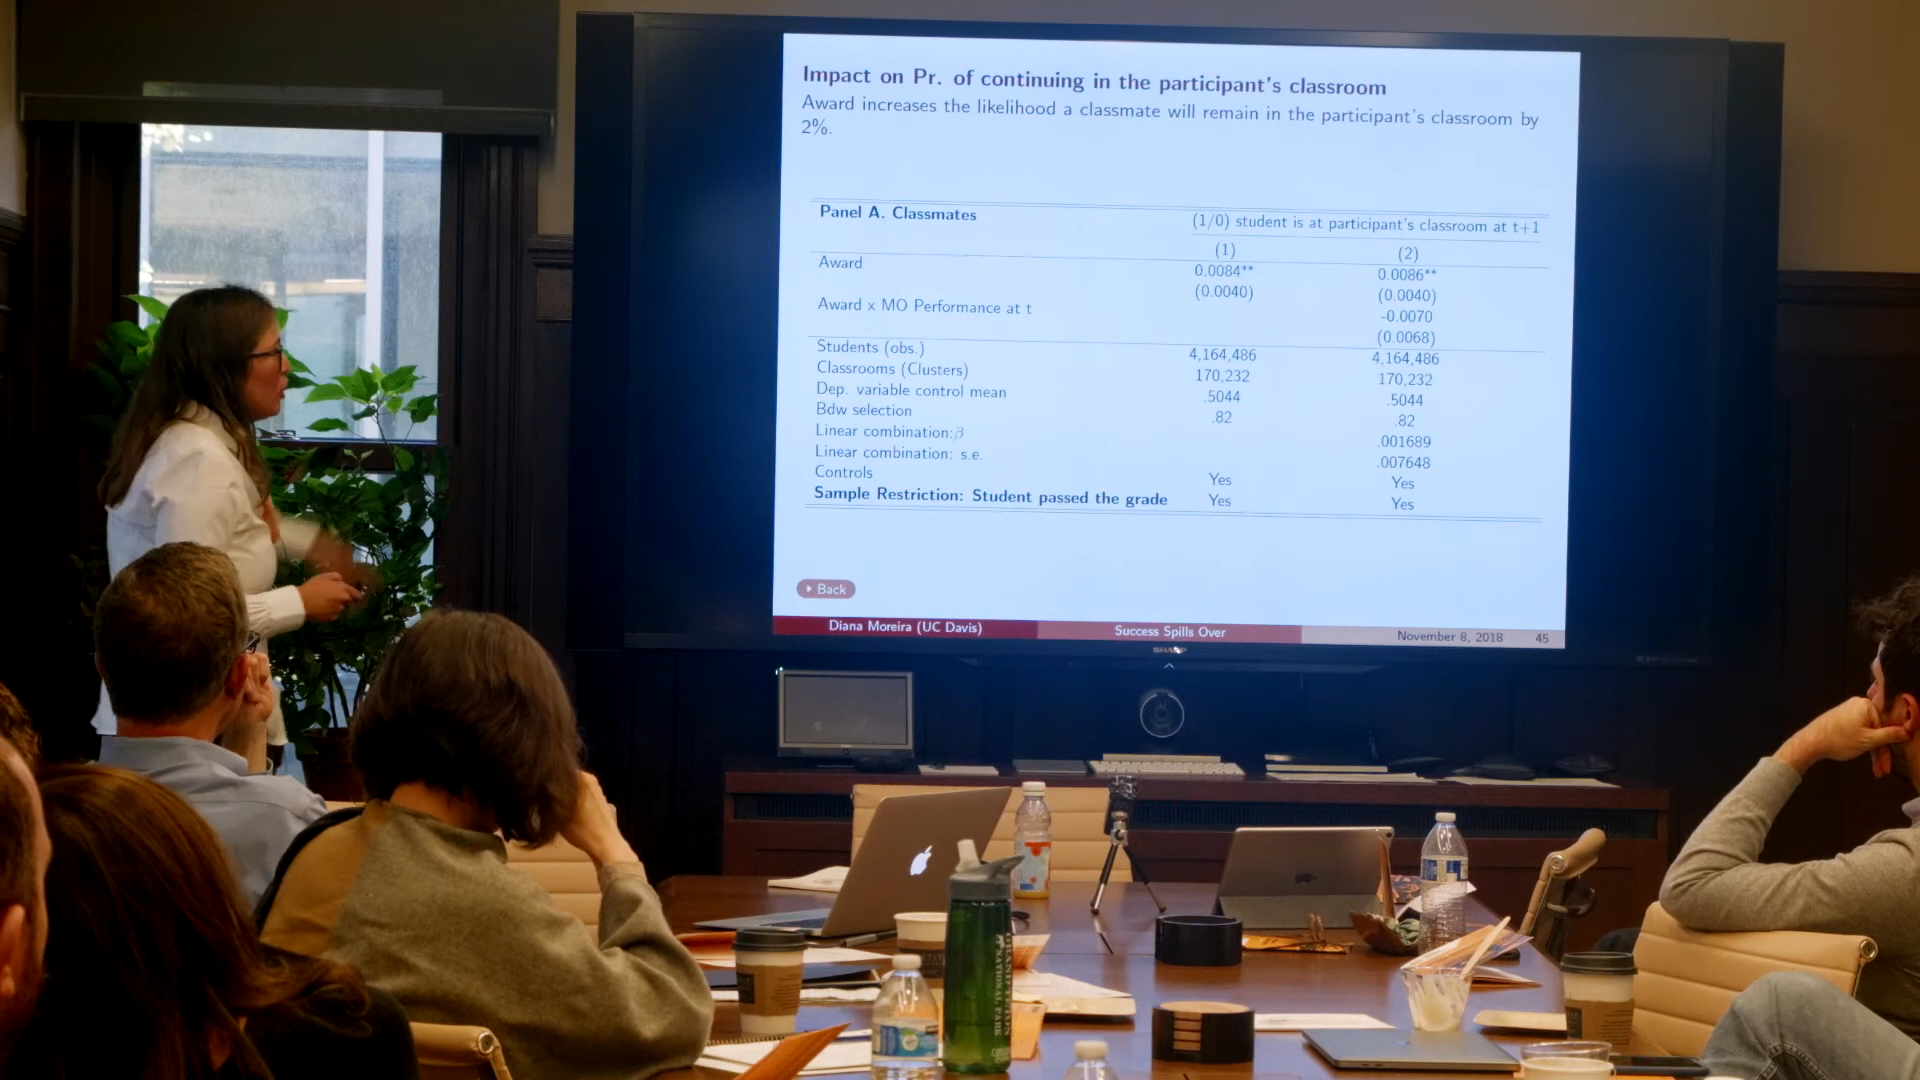 Impact on Pr. of continuing in the participant's classroom
Award increases the likelihood a classmate will remain in the participant's classroom by
2%.
Panel A. Classmates (1/0) student is at participant's classroom at t+1
(1) (2)
Award 0.0084** 0.0086**
(0.0040) (0.0040)
Award x MO Performance at t -0.0070
(0.0068)
Students (obs.) 4,164,486 4,164,486
Classrooms (Clusters) 170,232 170,232
Dep. variable control mean .5044 .5044
Bdw selection .82 .82
Linear combination:β .001689
Linear combination: s.e. .007648
Controls Yes Yes
Sample Restriction: Student passed the grade Yes Yes
Back
Diana Moreira (UC Davis) Success Spills Over November 8, 2018 45
SHARP
NATIONAL PARK